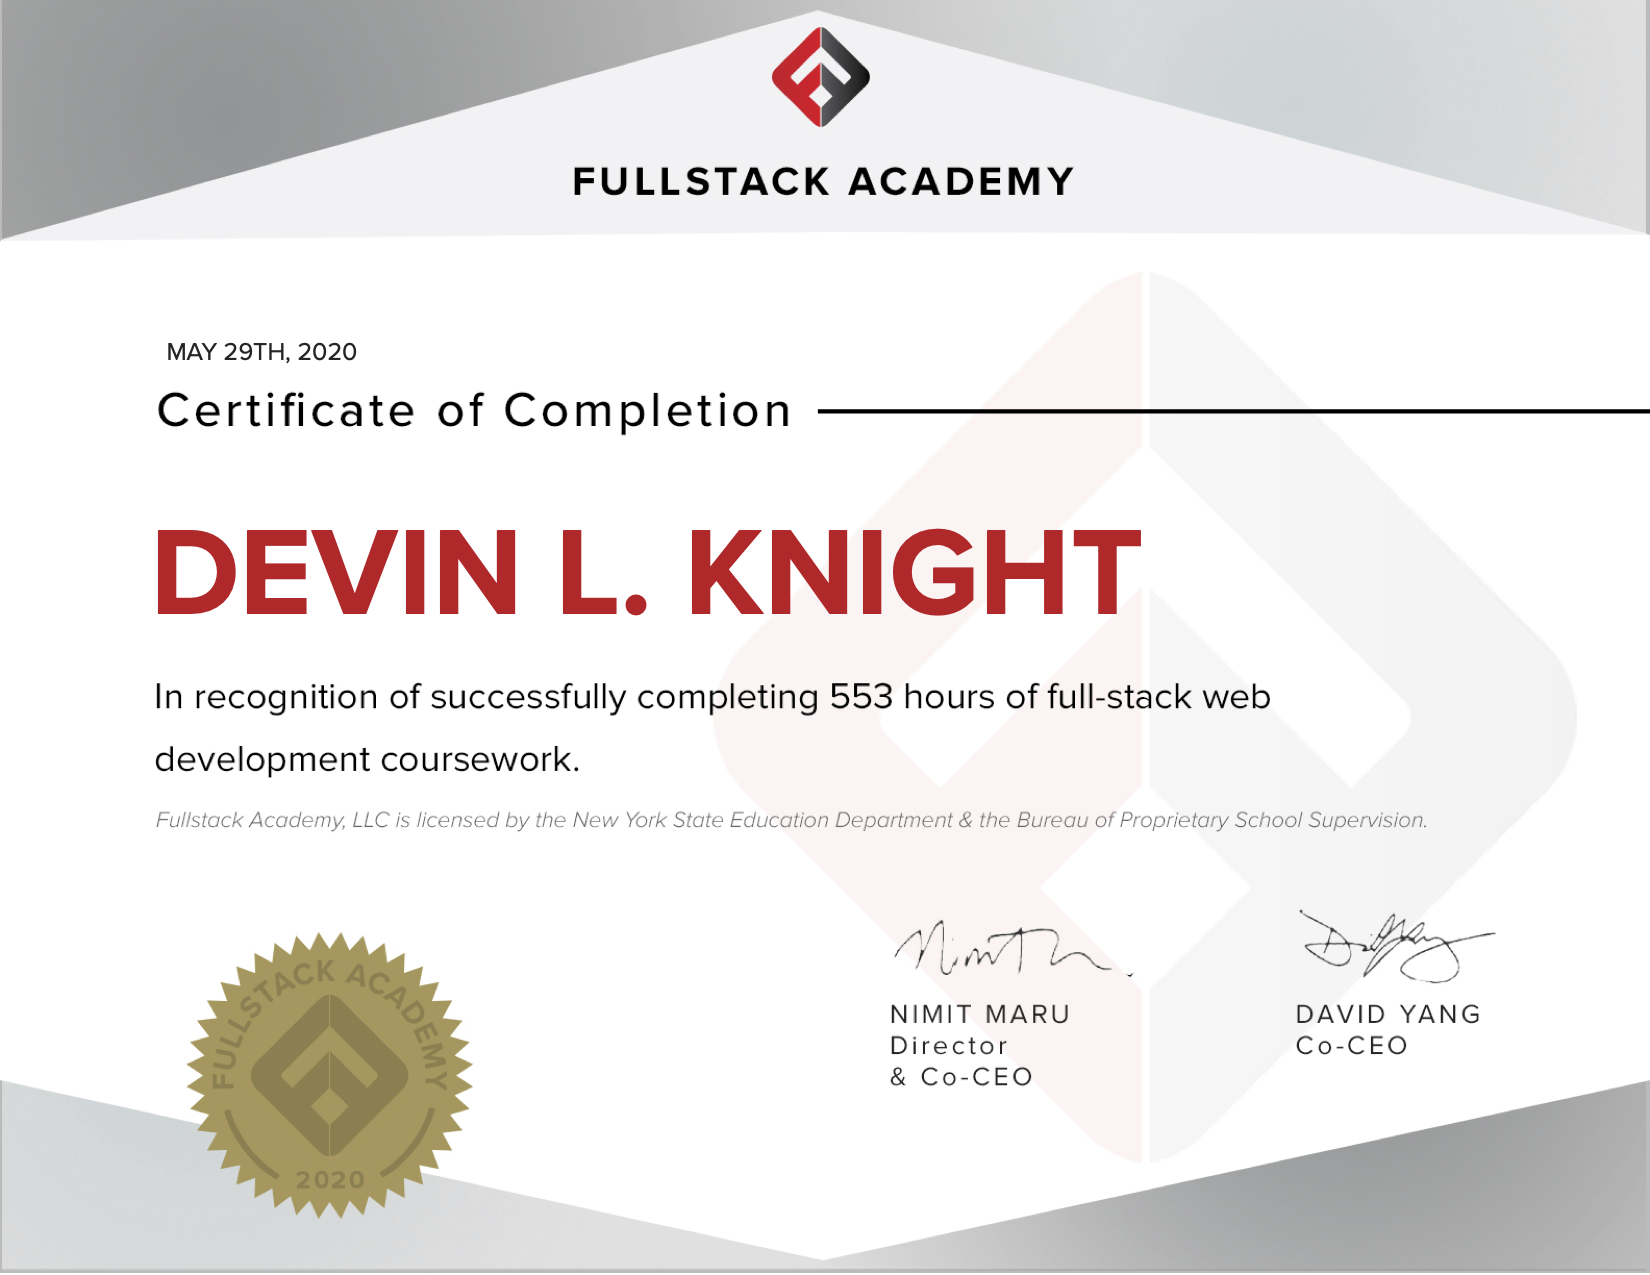 FULLSTACK ACADEMY
MAY 29TH, 2020
Certificate of Completion
DEVIN L. KNIGHT
In recognition of successfully completing 553 hours of full-stack web
development coursework.
Fullstack Academy, LLC is licensed by the New York State Education Department & the Bureau of Proprietary School Supervision.
FULLSTACK ACADEMY
2020
NIMIT MARU
Director
& Co-CEO
DAVID YANG
Co-CEO